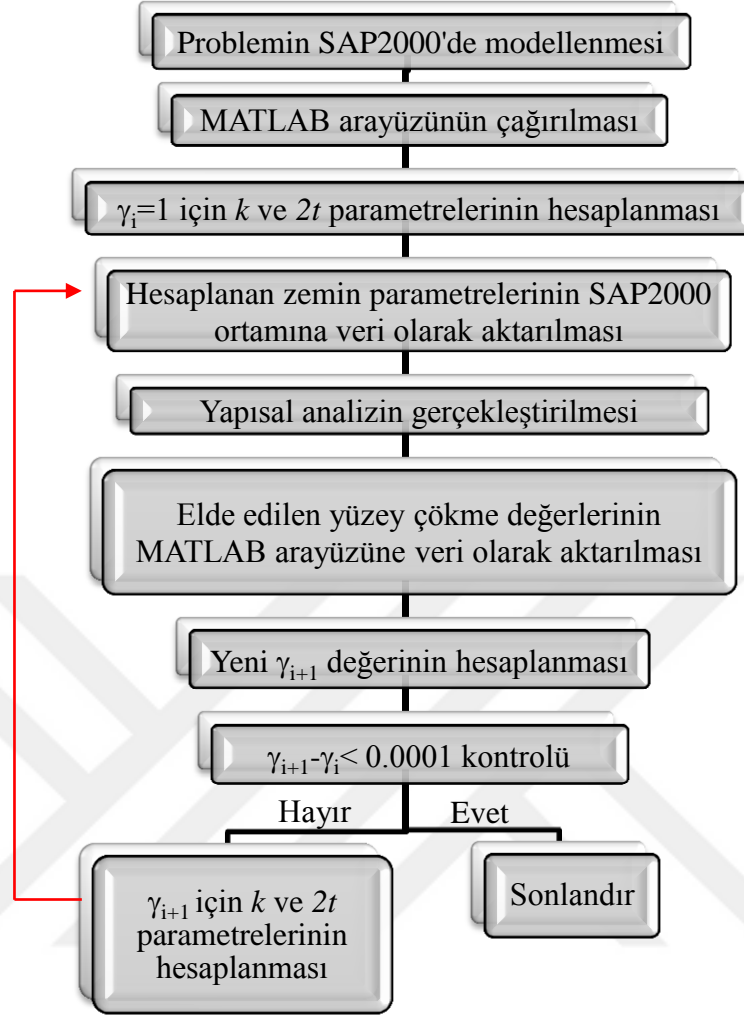 Problemin SAP2000'de modellenmesi
MATLAB arayüzünün çağırılması
γi=1 için k ve 2t parametrelerinin hesaplanması
Hesaplanan zemin parametrelerinin SAP2000
ortamına veri olarak aktarılması
Yapısal analizin gerçekleştirilmesi
Elde edilen yüzey çökme değerlerinin
MATLAB arayüzüne veri olarak aktarılması
Yeni γi+1 değerinin hesaplanması
γi+1-γi< 0.0001 kontrolü
Hayır
Evet
γi+1 için k ve 2t
parametrelerinin
hesaplanması
Sonlandır